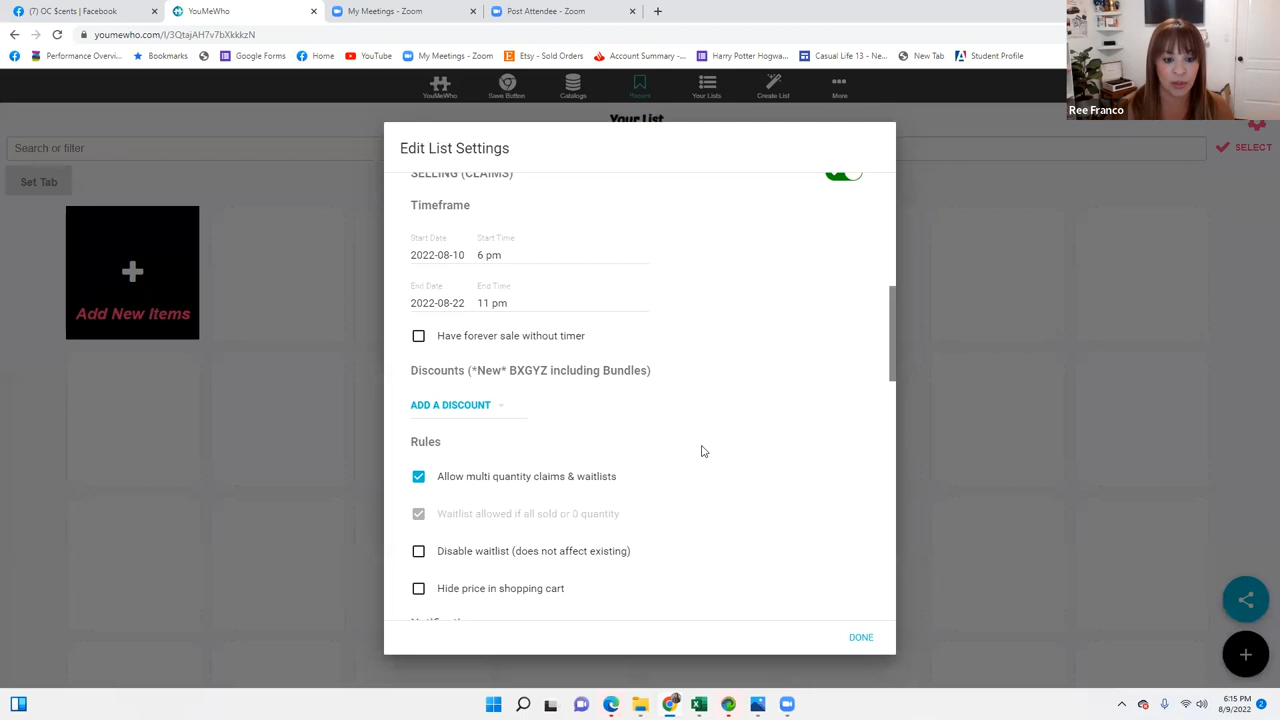 (7) OC Scents | Facebook
YouMeWho
My Meetings - Zoom
Post Attendee - Zoom
youmewho.com/l/3QtajAH7v7bXkkkzN
Performance Overvi...
Bookmarks
Google Forms
Home
YouTube
My Meetings - Zoom
Etsy - Sold Orders
Account Summary -...
Harry Potter Hogwa...
Casual Life 13 – Ne...
New Tab
Student Profile
YouMeWho
Save Button
Catalogs
Recent
Your Lists
Create List
More
Ree Franco
Your List
Search or filter
SELECT
Set Tab
Add New Items
Edit List Settings
SELLING (CLAIMS)
Timeframe
Start Date Start Time
2022-08-10 6 pm
End Date End Time
2022-08-22 11 pm
Have forever sale without timer
Discounts (*New* BXGYZ including Bundles)
ADD A DISCOUNT
Rules
Allow multi quantity claims & waitlists
Waitlist allowed if all sold or 0 quantity
Disable waitlist (does not affect existing)
Hide price in shopping cart
DONE
6:15 PM
8/9/2022
2